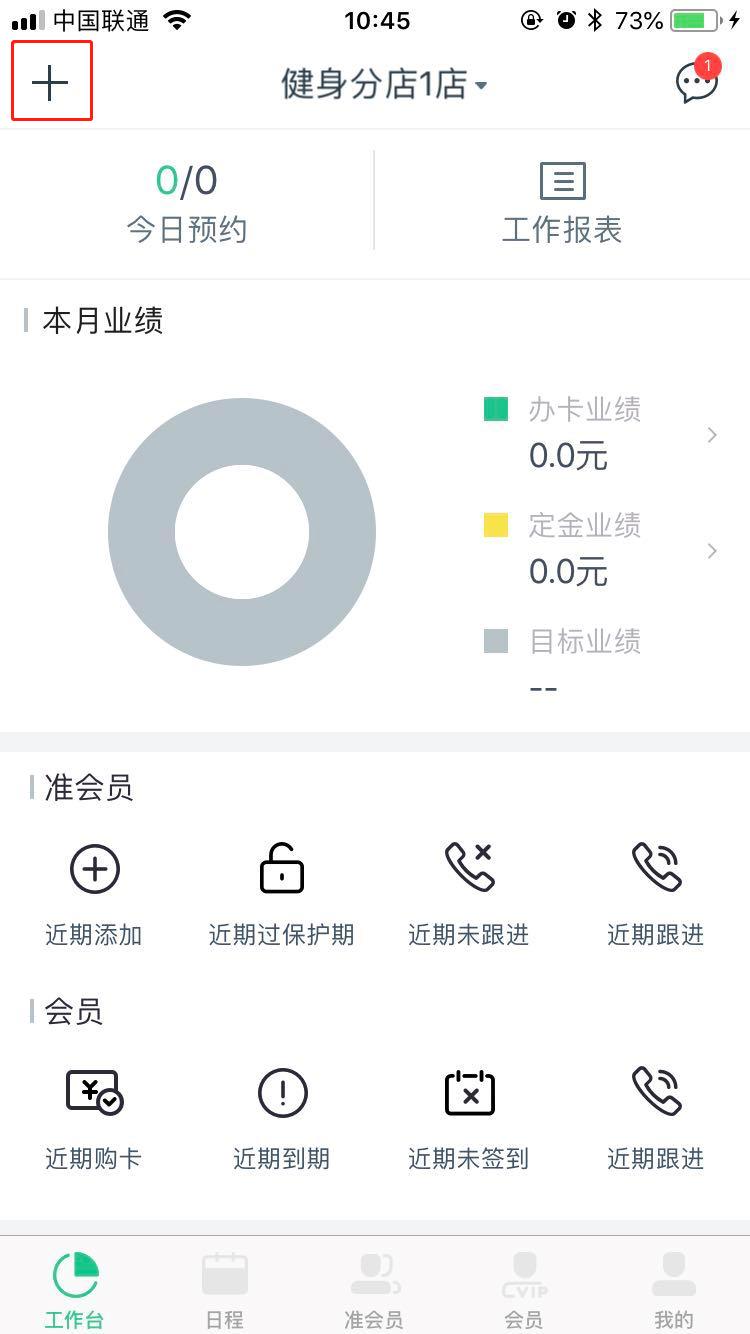 中国联通 10:45 73%
健身分店1店
1
0/0
今日预约
工作报表
本月业绩
办卡业绩
0.0元
定金业绩
0.0元
目标业绩
--
准会员
近期添加 近期过保护期 近期未跟进 近期跟进
会员
近期购卡 近期到期 近期未签到 近期跟进
VIP
工作台 日程 准会员 会员 我的